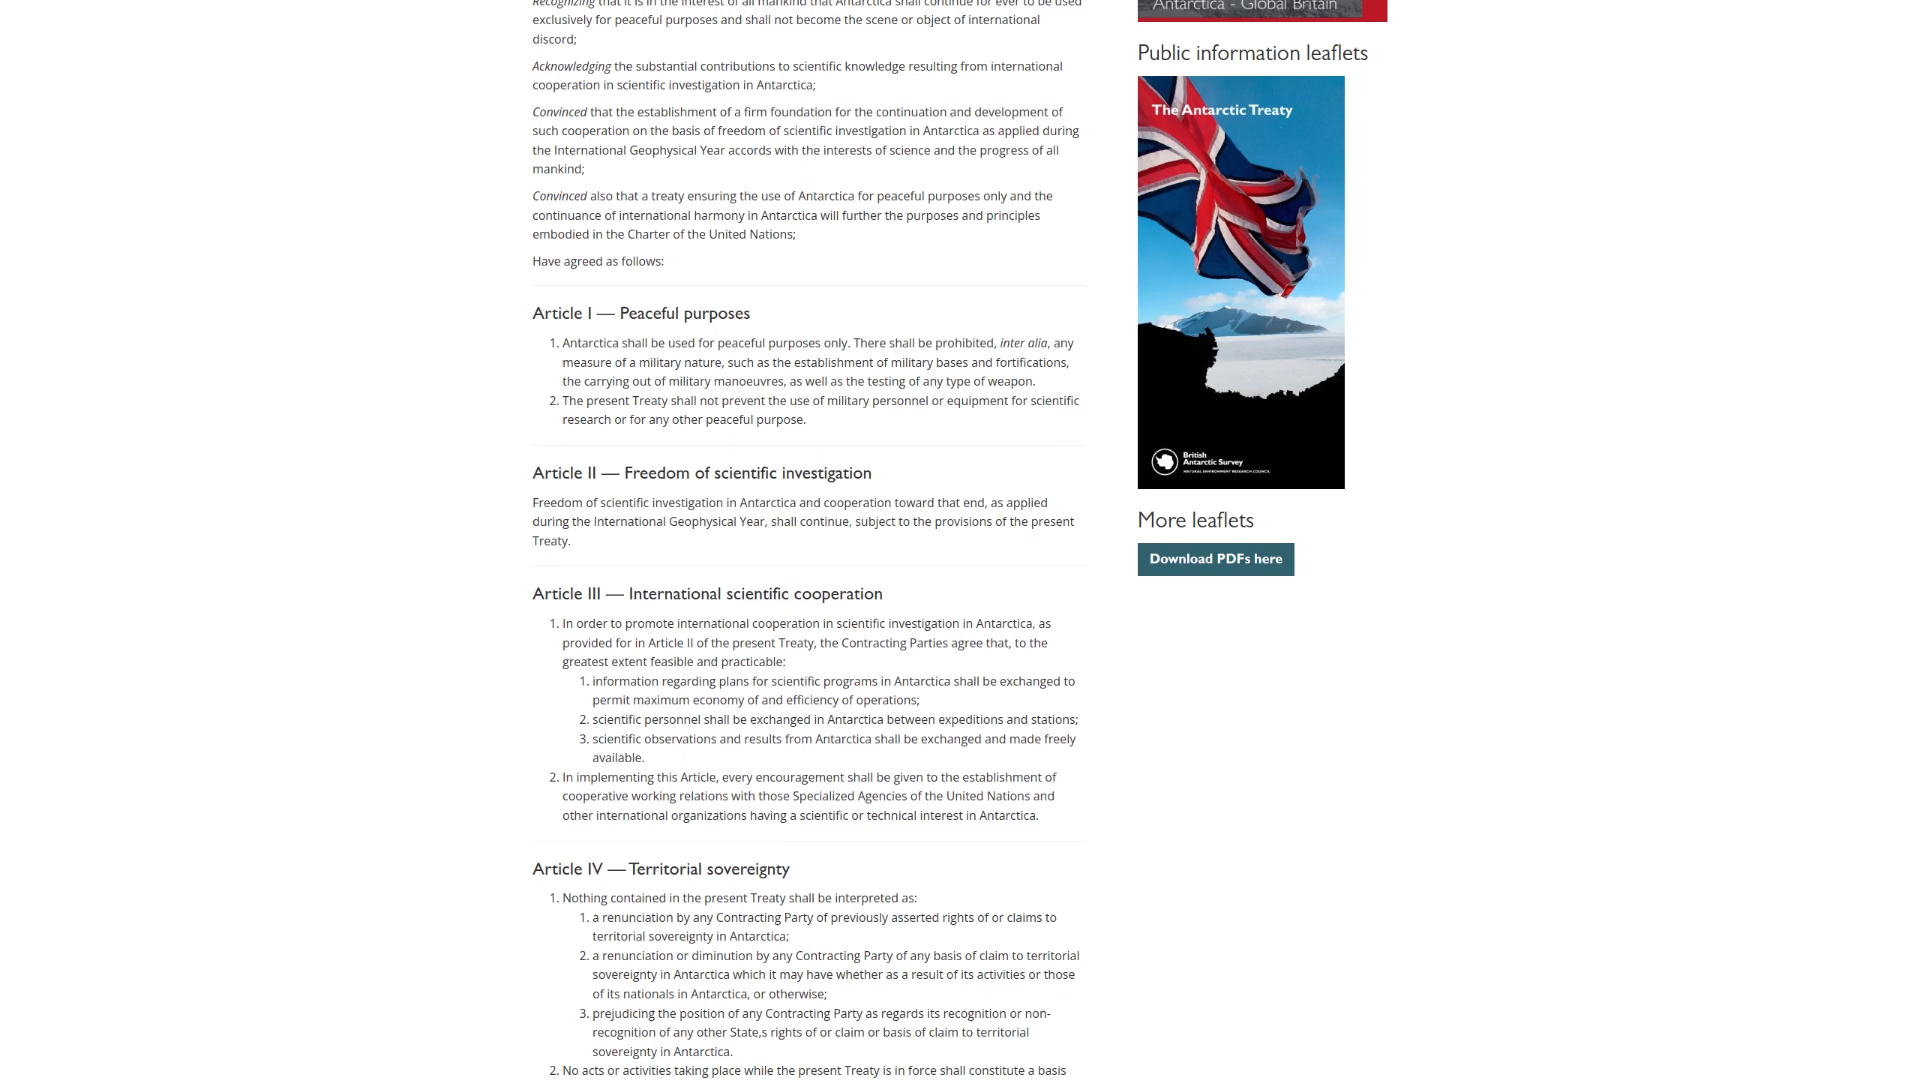 Recognizing that it is in the interest of all mankind that Antarctica shall continue for ever to be used
exclusively for peaceful purposes and shall not become the scene or object of international
discord;
Acknowledging the substantial contributions to scientific knowledge resulting from international
cooperation in scientific investigation in Antarctica;
Convinced that the establishment of a firm foundation for the continuation and development of
such cooperation on the basis of freedom of scientific investigation in Antarctica as applied during
the International Geophysical Year accords with the interests of science and the progress of all
mankind;
Convinced also that a treaty ensuring the use of Antarctica for peaceful purposes only and the
continuance of international harmony in Antarctica will further the purposes and principles
embodied in the Charter of the United Nations;
Have agreed as follows:
Article I — Peaceful purposes
1. Antarctica shall be used for peaceful purposes only. There shall be prohibited, inter alia, any
measure of a military nature, such as the establishment of military bases and fortifications,
the carrying out of military manoeuvres, as well as the testing of any type of weapon.
2. The present Treaty shall not prevent the use of military personnel or equipment for scientific
research or for any other peaceful purpose.
Article II — Freedom of scientific investigation
Freedom of scientific investigation in Antarctica and cooperation toward that end, as applied
during the International Geophysical Year, shall continue, subject to the provisions of the present
Treaty.
Article III — International scientific cooperation
1. In order to promote international cooperation in scientific investigation in Antarctica, as
provided for in Article II of the present Treaty, the Contracting Parties agree that, to the
greatest extent feasible and practicable:
1. information regarding plans for scientific programs in Antarctica shall be exchanged to
permit maximum economy of and efficiency of operations;
2. scientific personnel shall be exchanged in Antarctica between expeditions and stations;
3. scientific observations and results from Antarctica shall be exchanged and made freely
available.
2. In implementing this Article, every encouragement shall be given to the establishment of
cooperative working relations with those Specialized Agencies of the United Nations and
other international organizations having a scientific or technical interest in Antarctica.
Article IV — Territorial sovereignty
1. Nothing contained in the present Treaty shall be interpreted as:
1. a renunciation by any Contracting Party of previously asserted rights of or claims to
territorial sovereignty in Antarctica;
2. a renunciation or diminution by any Contracting Party of any basis of claim to territorial
sovereignty in Antarctica which it may have whether as a result of its activities or those
of its nationals in Antarctica, or otherwise;
3. prejudicing the position of any Contracting Party as regards its recognition or non-
recognition of any other State,s rights of or claim or basis of claim to territorial
sovereignty in Antarctica.
2. No acts or activities taking place while the present Treaty is in force shall constitute a basis
Antarctica - Global Britain
Public information leaflets
The Antarctic Treaty
British
Antarctic Survey
NATURAL ENVIRONMENT RESEARCH COUNCIL
More leaflets
Download PDFs here